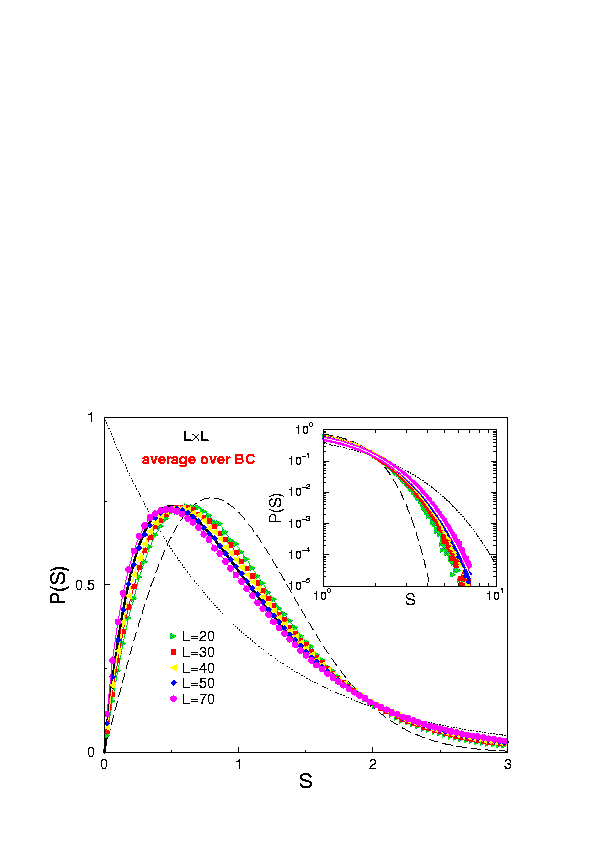 L×L
average over BC
P(S)
1
0.5
0
0
1
2
3
S
L=20
L=30
L=40
L=50
L=70
P(S)
10⁰
10⁻¹
10⁻²
10⁻³
10⁻⁴
10⁻⁵
10⁰
10¹
S